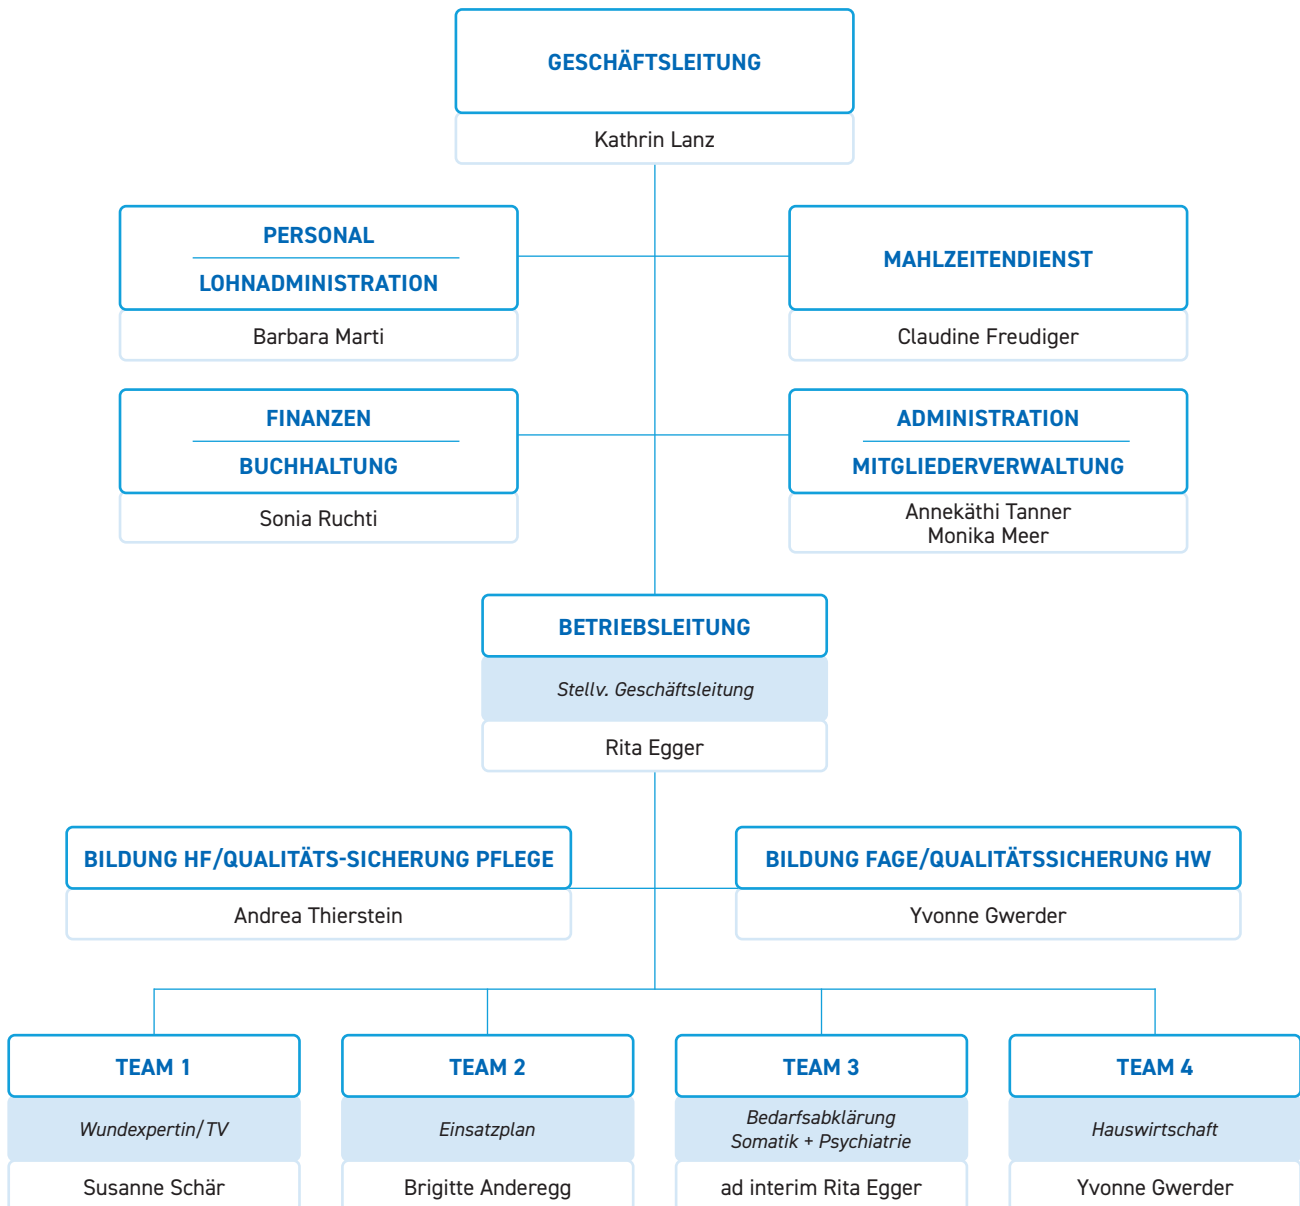 GESCHÄFTSLEITUNG
Kathrin Lanz
PERSONAL
LOHNADMINISTRATION
Barbara Marti
MAHLZEITENDIENST
Claudine Freudiger
FINANZEN
BUCHHALTUNG
Sonia Ruchti
ADMINISTRATION
MITGLIEDERVERWALTUNG
Annekäthi Tanner
Monika Meer
BETRIEBSLEITUNG
Stellv. Geschäftsleitung
Rita Egger
BILDUNG HF/QUALITÄTS-SICHERUNG PFLEGE
Andrea Thierstein
BILDUNG FAGE/QUALITÄTSSICHERUNG HW
Yvonne Gwerder
TEAM 1
Wundexpertin/TV
Susanne Schär
TEAM 2
Einsatzplan
Brigitte Anderegg
TEAM 3
Bedarfsabklärung
Somatik + Psychiatrie
ad interim Rita Egger
TEAM 4
Hauswirtschaft
Yvonne Gwerder